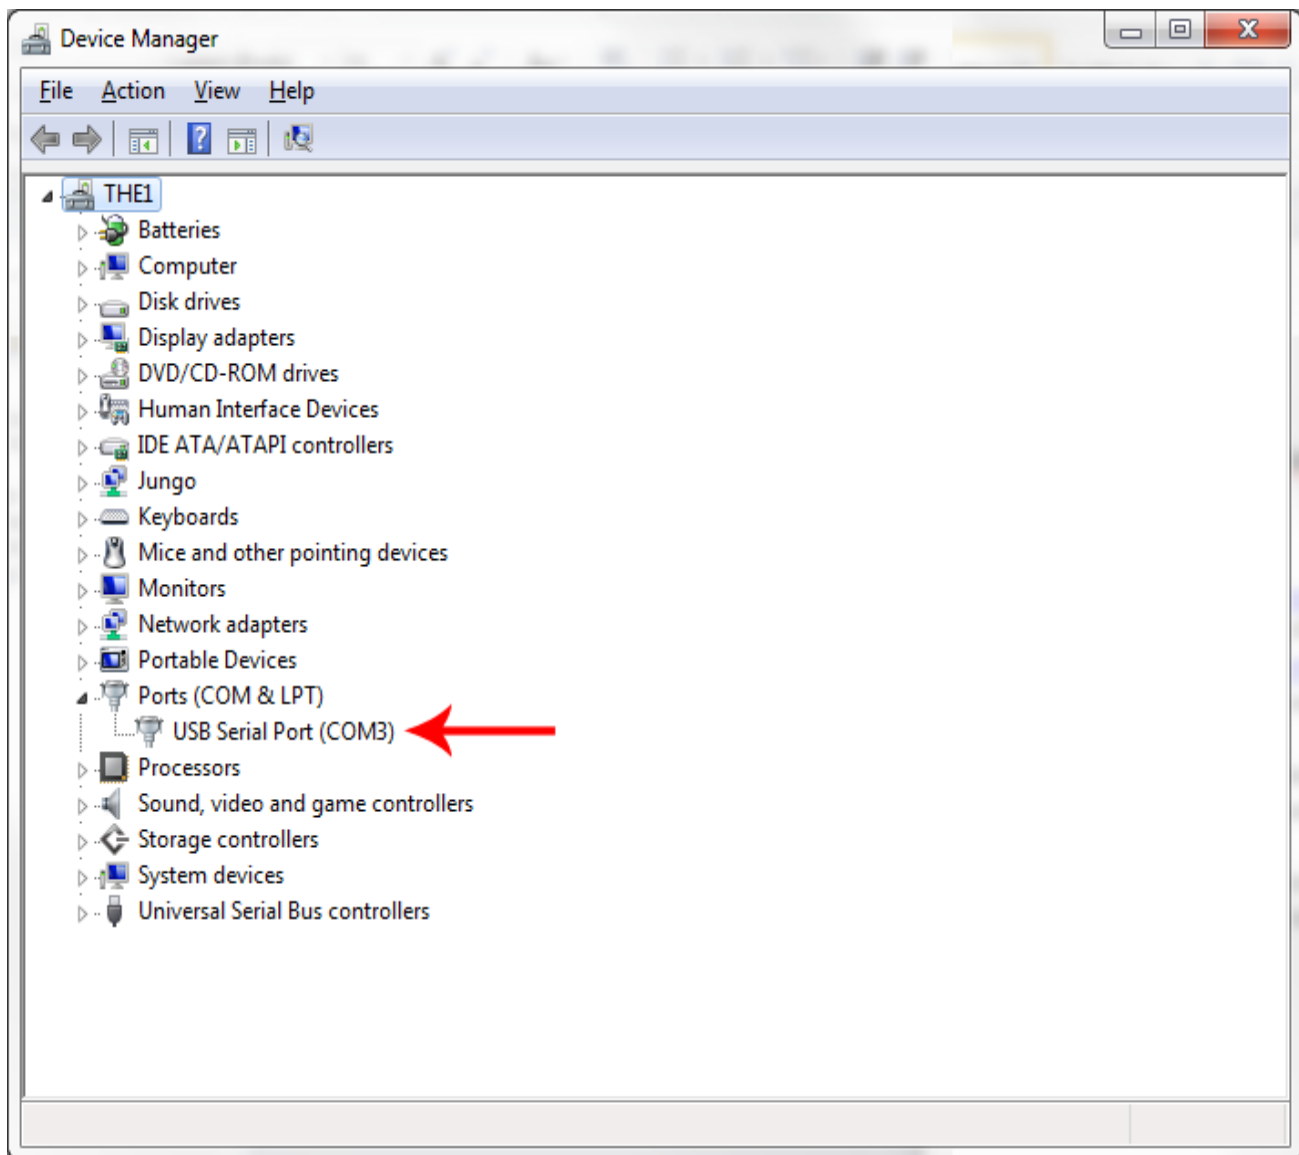 Device Manager
File Action View Help
THE1
Batteries
Computer
Disk drives
Display adapters
DVD/CD-ROM drives
Human Interface Devices
IDE ATA/ATAPI controllers
Jungo
Keyboards
Mice and other pointing devices
Monitors
Network adapters
Portable Devices
Ports (COM & LPT)
USB Serial Port (COM3)
Processors
Sound, video and game controllers
Storage controllers
System devices
Universal Serial Bus controllers